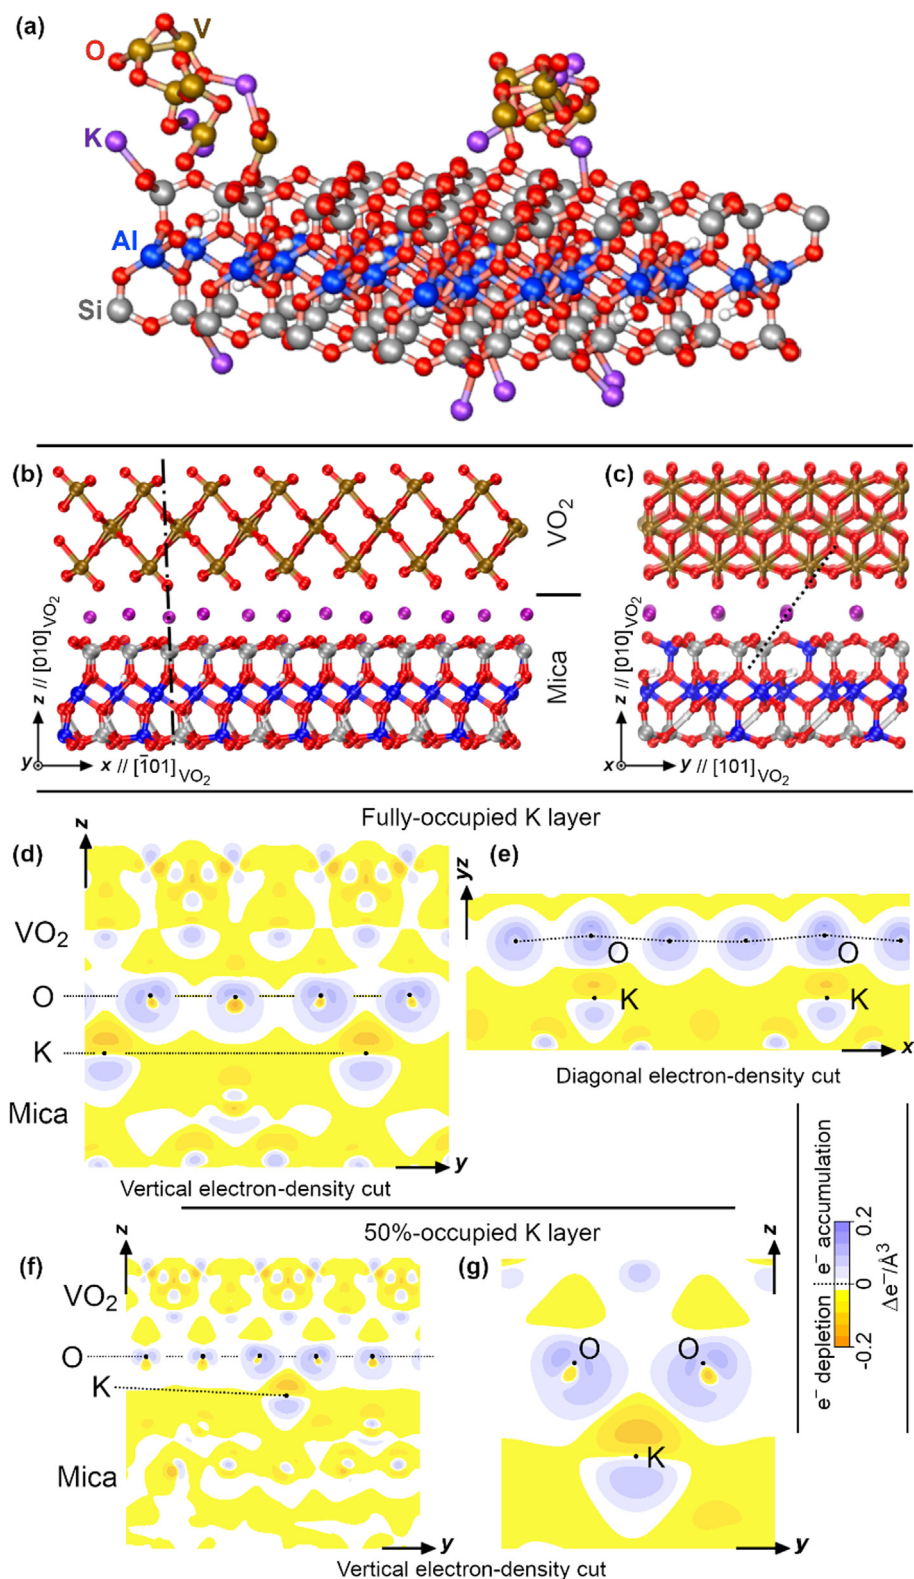 (a)
O
V
K
Al
Si
(b)
(c)
VO₂
Mica
z // [010]VO₂
y
x // [1̄01]VO₂
z // [010]VO₂
x
y // [101]VO₂
Fully-occupied K layer
(d)
z
VO₂
O
K
Mica
y
Vertical electron-density cut
(e)
yz
O
O
K
K
x
Diagonal electron-density cut
50%-occupied K layer
(f)
z
VO₂
O
K
Mica
y
(g)
z
O
O
K
y
Vertical electron-density cut
e⁻ depletion
e⁻ accumulation
0.2
0
-0.2
Δe⁻/Å³